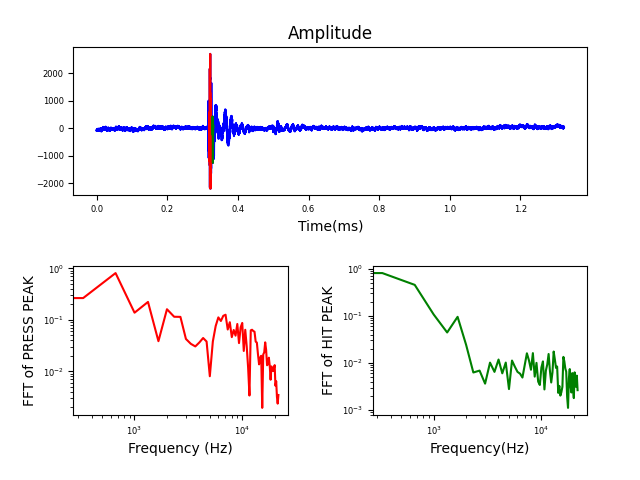 Amplitude
2000
1000
0
−1000
−2000
0.0 0.2 0.4 0.6 0.8 1.0 1.2
Time(ms)
FFT of PRESS PEAK
10⁰
10⁻¹
10⁻²
10³ 10⁴
Frequency (Hz)
FFT of HIT PEAK
10⁰
10⁻¹
10⁻²
10⁻³
10³ 10⁴
Frequency(Hz)